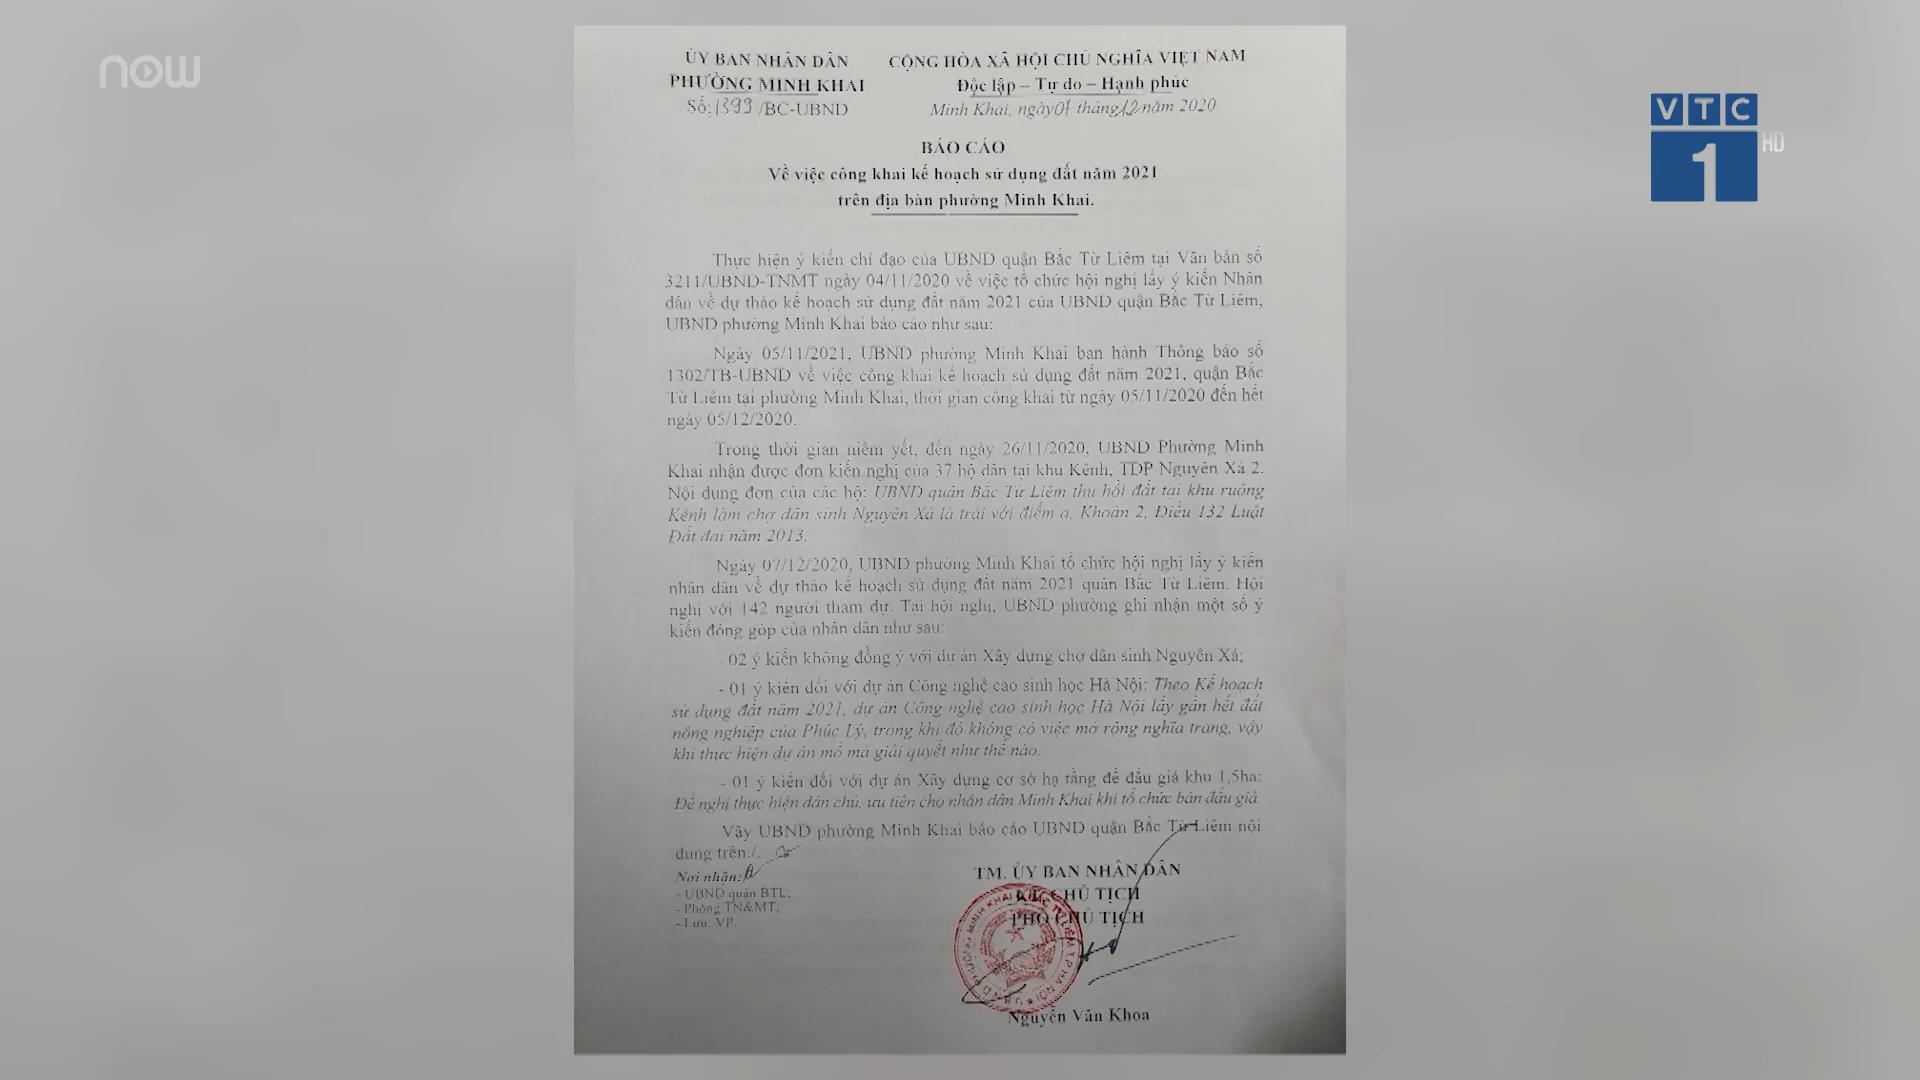 now
VTC
1 HD
ỦY BAN NHÂN DÂN
PHƯỜNG MINH KHAI
Số: 1399 /BC-UBND
CỘNG HÒA XÃ HỘI CHỦ NGHĨA VIỆT NAM
Độc lập – Tự do – Hạnh phúc
Minh Khai, ngày 07 tháng 12 năm 2020
BÁO CÁO
Về việc công khai kế hoạch sử dụng đất năm 2021
trên địa bàn phường Minh Khai.
Thực hiện ý kiến chỉ đạo của UBND quận Bắc Từ Liêm tại Văn bản số
3211/UBND-TNMT ngày 04/11/2020 về việc tổ chức hội nghị lấy ý kiến Nhân
dân về dự thảo kế hoạch sử dụng đất năm 2021 của UBND quận Bắc Từ Liêm,
UBND phường Minh Khai báo cáo như sau:
Ngày 05/11/2021, UBND phường Minh Khai ban hành Thông báo số
1302/TB-UBND về việc công khai kế hoạch sử dụng đất năm 2021, quận Bắc
Từ Liêm tại phường Minh Khai, thời gian công khai từ ngày 05/11/2020 đến hết
ngày 05/12/2020.
Trong thời gian niêm yết, đến ngày 26/11/2020, UBND Phường Minh
Khai nhận được đơn kiến nghị của 37 hộ dân tại khu Kênh, TDP Nguyên Xá 2.
Nội dung đơn của các hộ: UBND quận Bắc Từ Liêm thu hồi đất tại khu ruộng
Kênh làm chợ dân sinh Nguyên Xá là trái với điểm a, Khoản 2, Điều 132 Luật
Đất đai năm 2013.
Ngày 07/12/2020, UBND phường Minh Khai tổ chức hội nghị lấy ý kiến
nhân dân về dự thảo kế hoạch sử dụng đất năm 2021 quận Bắc Từ Liêm. Hội
nghị với 142 người tham dự. Tại hội nghị, UBND phường ghi nhận một số ý
kiến đóng góp của nhân dân như sau:
- 02 ý kiến không đồng ý với dự án Xây dựng chợ dân sinh Nguyên Xá;
- 01 ý kiến đối với dự án Công nghệ cao sinh học Hà Nội: Theo Kế hoạch
sử dụng đất năm 2021, dự án Công nghệ cao sinh học Hà Nội lấy gần hết đất
nông nghiệp của Phúc Lý, trong khi đó không có việc mở rộng nghĩa trang, vậy
khi thực hiện dự án mồ mả giải quyết như thế nào.
- 01 ý kiến đối với dự án Xây dựng cơ sở hạ tầng để đấu giá khu 1,5ha:
Đề nghị thực hiện dân chủ, ưu tiên cho nhân dân Minh Khai khi tổ chức bán đấu giá.
Vậy UBND phường Minh Khai báo cáo UBND quận Bắc Từ Liêm nội
dung trên./.
Nơi nhận:
- UBND quận BTL;
- Phòng TN&MT;
- Lưu: VP.
TM. ỦY BAN NHÂN DÂN
KT. CHỦ TỊCH
PHÓ CHỦ TỊCH
Nguyễn Văn Khoa